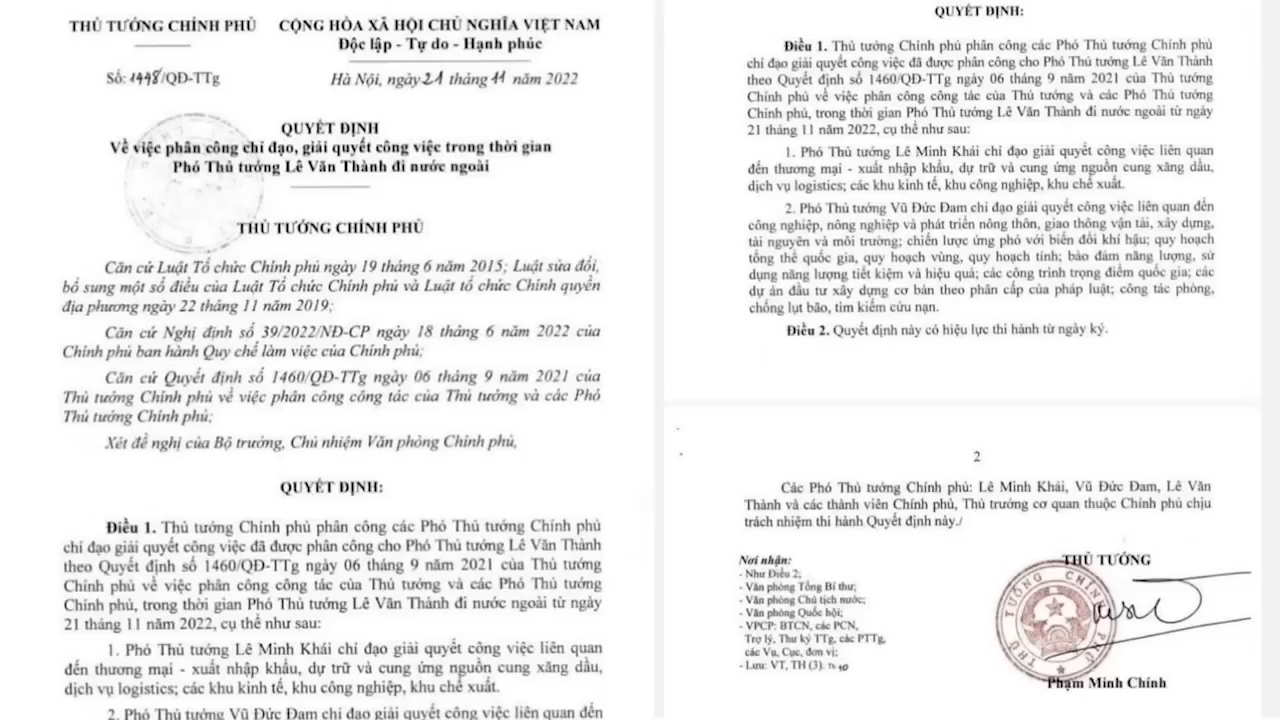 THỦ TƯỚNG CHÍNH PHỦ
CỘNG HÒA XÃ HỘI CHỦ NGHĨA VIỆT NAM
Độc lập - Tự do - Hạnh phúc
Số: 1448/QĐ-TTg
Hà Nội, ngày 21 tháng 11 năm 2022
QUYẾT ĐỊNH
Về việc phân công chỉ đạo, giải quyết công việc trong thời gian
Phó Thủ tướng Lê Văn Thành đi nước ngoài
THỦ TƯỚNG CHÍNH PHỦ
Căn cứ Luật Tổ chức Chính phủ ngày 19 tháng 6 năm 2015; Luật sửa đổi,
bổ sung một số điều của Luật Tổ chức Chính phủ và Luật tổ chức Chính quyền
địa phương ngày 22 tháng 11 năm 2019;
Căn cứ Nghị định số 39/2022/NĐ-CP ngày 18 tháng 6 năm 2022 của
Chính phủ ban hành Quy chế làm việc của Chính phủ;
Căn cứ Quyết định số 1460/QĐ-TTg ngày 06 tháng 9 năm 2021 của
Thủ tướng Chính phủ về việc phân công công tác của Thủ tướng và các Phó
Thủ tướng Chính phủ;
Xét đề nghị của Bộ trưởng, Chủ nhiệm Văn phòng Chính phủ,
QUYẾT ĐỊNH:
Điều 1. Thủ tướng Chính phủ phân công các Phó Thủ tướng Chính phủ
chỉ đạo giải quyết công việc đã được phân công cho Phó Thủ tướng Lê Văn Thành
theo Quyết định số 1460/QĐ-TTg ngày 06 tháng 9 năm 2021 của Thủ tướng
Chính phủ về việc phân công công tác của Thủ tướng và các Phó Thủ tướng
Chính phủ, trong thời gian Phó Thủ tướng Lê Văn Thành đi nước ngoài từ ngày
21 tháng 11 năm 2022, cụ thể như sau:
1. Phó Thủ tướng Lê Minh Khái chỉ đạo giải quyết công việc liên quan
đến thương mại - xuất nhập khẩu, dự trữ và cung ứng nguồn cung xăng dầu,
dịch vụ logistics; các khu kinh tế, khu công nghiệp, khu chế xuất.
2. Phó Thủ tướng Vũ Đức Đam chỉ đạo giải quyết công việc liên quan đến
QUYẾT ĐỊNH:
Điều 1. Thủ tướng Chính phủ phân công các Phó Thủ tướng Chính phủ
chỉ đạo giải quyết công việc đã được phân công cho Phó Thủ tướng Lê Văn Thành
theo Quyết định số 1460/QĐ-TTg ngày 06 tháng 9 năm 2021 của Thủ tướng
Chính phủ về việc phân công công tác của Thủ tướng và các Phó Thủ tướng
Chính phủ, trong thời gian Phó Thủ tướng Lê Văn Thành đi nước ngoài từ ngày
21 tháng 11 năm 2022, cụ thể như sau:
1. Phó Thủ tướng Lê Minh Khái chỉ đạo giải quyết công việc liên quan
đến thương mại - xuất nhập khẩu, dự trữ và cung ứng nguồn cung xăng dầu,
dịch vụ logistics; các khu kinh tế, khu công nghiệp, khu chế xuất.
2. Phó Thủ tướng Vũ Đức Đam chỉ đạo giải quyết công việc liên quan đến
công nghiệp, nông nghiệp và phát triển nông thôn, giao thông vận tải, xây dựng,
tài nguyên và môi trường; chiến lược ứng phó với biến đổi khí hậu; quy hoạch
tổng thể quốc gia, quy hoạch vùng, quy hoạch tỉnh; bảo đảm năng lượng, sử
dụng năng lượng tiết kiệm và hiệu quả; các công trình trọng điểm quốc gia; các
dự án đầu tư xây dựng cơ bản theo phân cấp của pháp luật; công tác phòng,
chống lụt bão, tìm kiếm cứu nạn.
Điều 2. Quyết định này có hiệu lực thi hành từ ngày ký.
2
Các Phó Thủ tướng Chính phủ: Lê Minh Khái, Vũ Đức Đam, Lê Văn
Thành và các thành viên Chính phủ, Thủ trưởng cơ quan thuộc Chính phủ chịu
trách nhiệm thi hành Quyết định này./
Nơi nhận:
- Như Điều 2;
- Văn phòng Tổng Bí thư;
- Văn phòng Chủ tịch nước;
- Văn phòng Quốc hội;
- VPCP: BTCN, các PCN,
Trợ lý, Thư ký TTg, các PTTg,
các Vụ, Cục, đơn vị;
- Lưu: VT, TH (3).
THỦ TƯỚNG
THỦ TƯỚNG CHÍNH PHỦ
Phạm Minh Chính